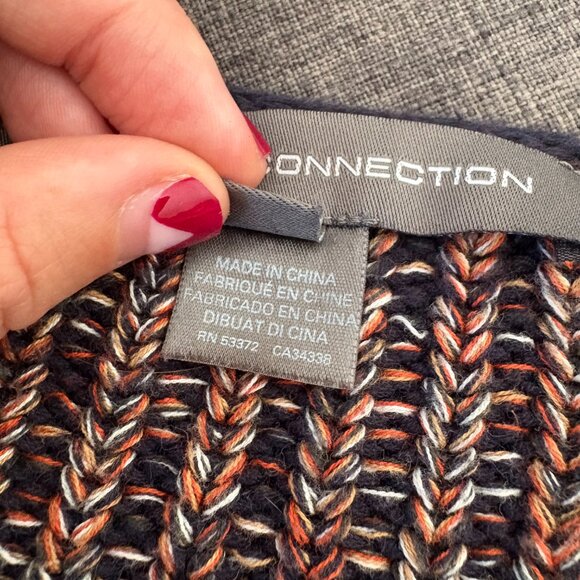 CONNECTION
MADE IN CHINA
FABRIQUÉ EN CHINE
FABRICADO EN CHINA
DIBUAT DI CINA
RN 53372 CA34338